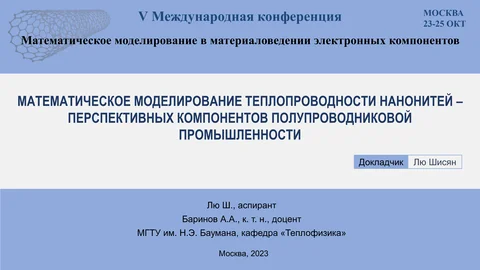 V Международная конференция
МОСКВА
23-25 ОКТ
Математическое моделирование в материаловедении электронных компонентов
МАТЕМАТИЧЕСКОЕ МОДЕЛИРОВАНИЕ ТЕПЛОПРОВОДНОСТИ НАНОНИТЕЙ –
ПЕРСПЕКТИВНЫХ КОМПОНЕНТОВ ПОЛУПРОВОДНИКОВОЙ
ПРОМЫШЛЕННОСТИ
Докладчик Лю Шисян
Лю Ш., аспирант
Баринов А.А., к. т. н., доцент
МГТУ им. Н.Э. Баумана, кафедра «Теплофизика»
Москва, 2023